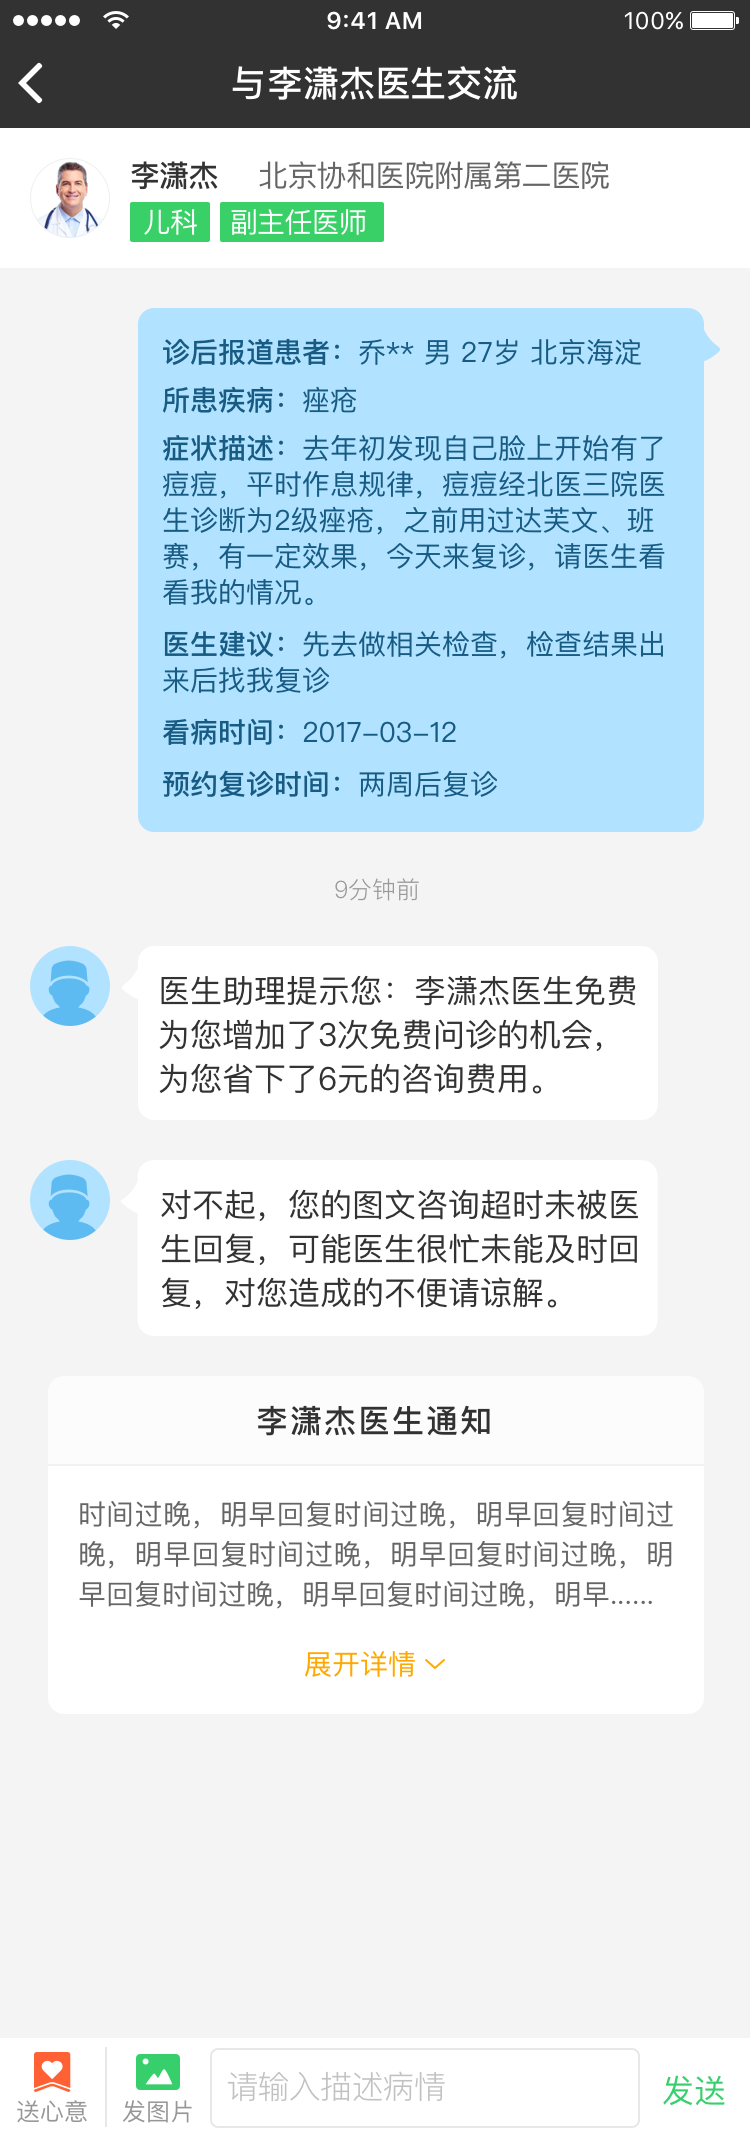 9:41 AM
100%
与李潇杰医生交流
李潇杰 北京协和医院附属第二医院
儿科 副主任医师
诊后报道患者：乔** 男 27岁 北京海淀
所患疾病：痤疮
症状描述：去年初发现自己脸上开始有了
痘痘，平时作息规律，痘痘经北医三院医
生诊断为2级痤疮，之前用过达芙文、班
赛，有一定效果，今天来复诊，请医生看
看我的情况。
医生建议：先去做相关检查，检查结果出
来后找我复诊
看病时间：2017-03-12
预约复诊时间：两周后复诊
9分钟前
医生助理提示您：李潇杰医生免费
为您增加了3次免费问诊的机会，
为您省下了6元的咨询费用。
对不起，您的图文咨询超时未被医
生回复，可能医生很忙未能及时回
复，对您造成的不便请谅解。
李潇杰医生通知
时间过晚，明早回复时间过晚，明早回复时间过
晚，明早回复时间过晚，明早回复时间过晚，明
早回复时间过晚，明早回复时间过晚，明早......
展开详情
送心意
发图片
请输入描述病情
发送